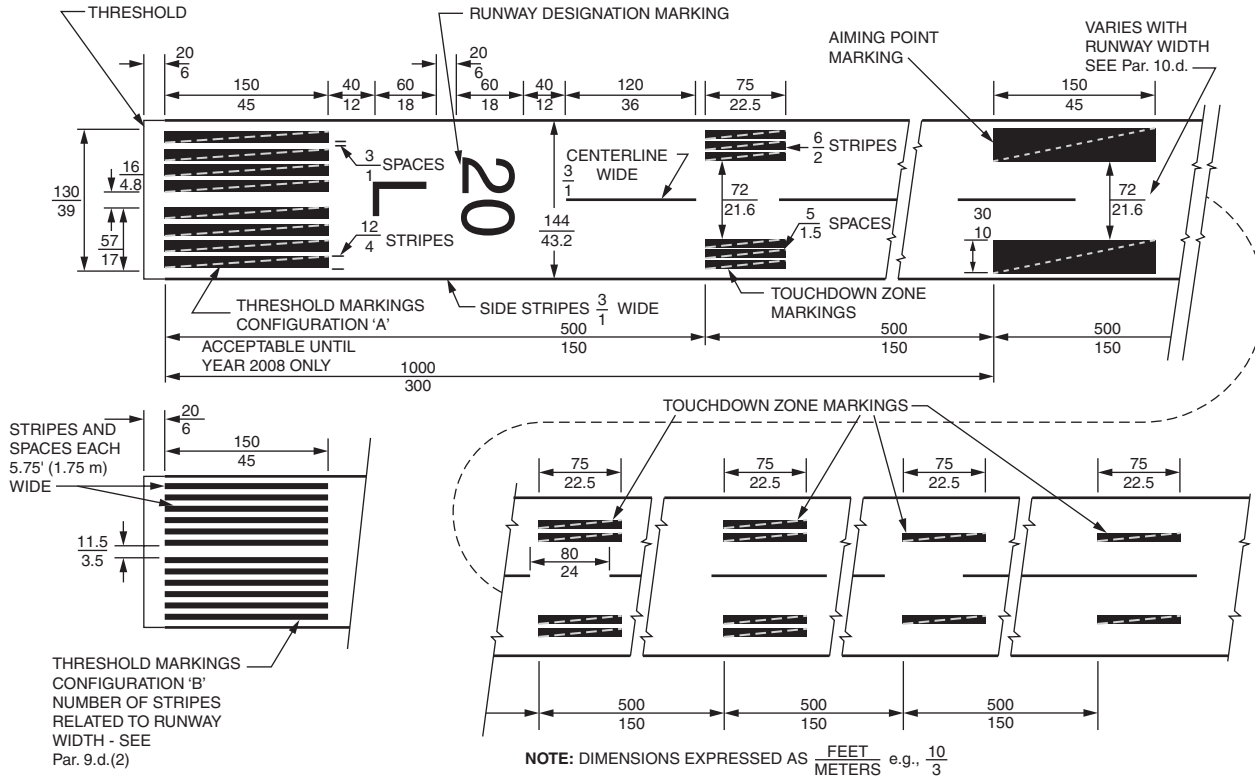 THRESHOLD
RUNWAY DESIGNATION MARKING
AIMING POINT
MARKING
VARIES WITH
RUNWAY WIDTH
SEE Par. 10.d.
20
6
150
45
40
12
60
18
20
6
60
18
40
12
120
36
75
22.5
150
45
130
39
16
4.8
57
17
3
1
SPACES
12
4
STRIPES
L
20
144
43.2
CENTERLINE
WIDE
3
1
72
21.6
6
2
STRIPES
5
1.5
SPACES
30
10
72
21.6
THRESHOLD MARKINGS
CONFIGURATION ‘A’
SIDE STRIPES 3/1 WIDE
TOUCHDOWN ZONE
MARKINGS
ACCEPTABLE UNTIL
YEAR 2008 ONLY
500
150
500
150
500
150
1000
300
STRIPES AND
SPACES EACH
5.75' (1.75 m)
WIDE
20
6
150
45
11.5
3.5
THRESHOLD MARKINGS
CONFIGURATION ‘B’
NUMBER OF STRIPES
RELATED TO RUNWAY
WIDTH - SEE
Par. 9.d.(2)
TOUCHDOWN ZONE MARKINGS
75
22.5
75
22.5
75
22.5
75
22.5
80
24
500
150
500
150
500
150
NOTE: DIMENSIONS EXPRESSED AS FEET/METERS e.g., 10/3